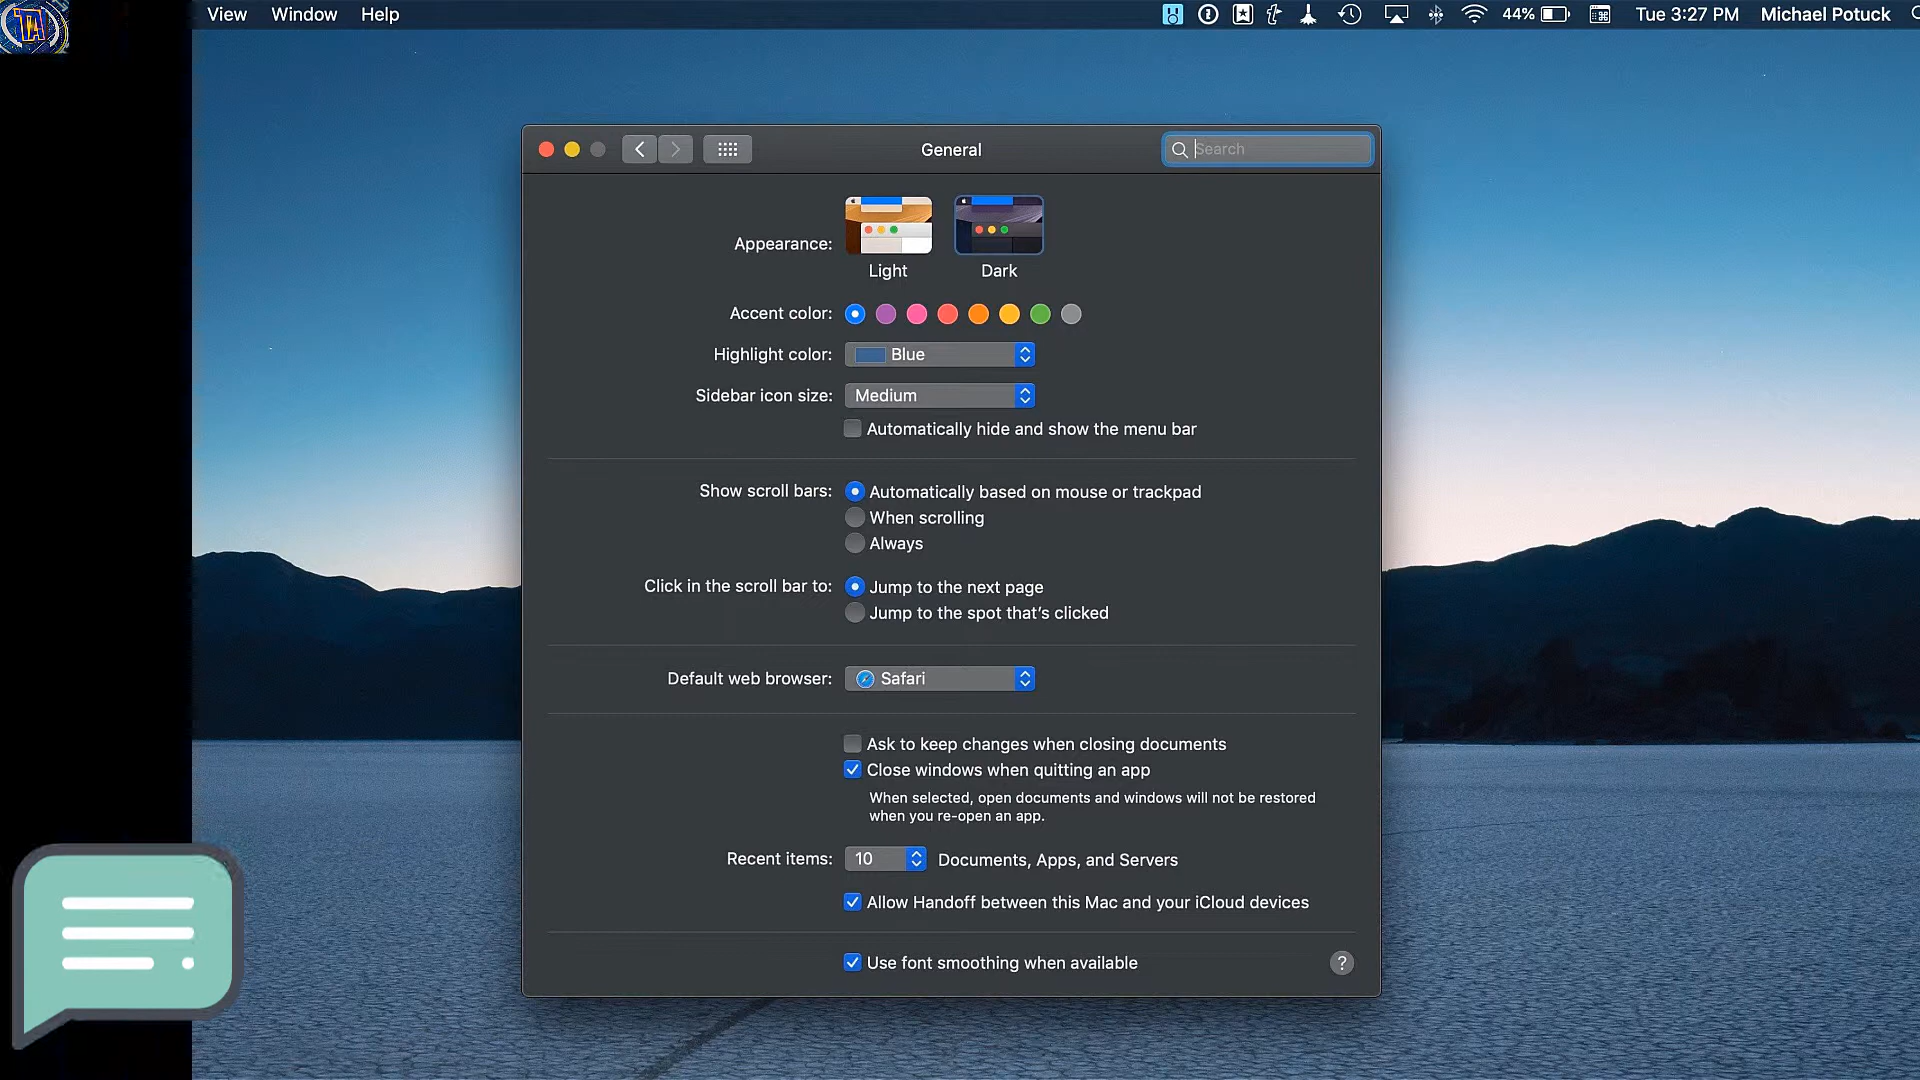 View Window Help 44% Tue 3:27 PM Michael Potuck
TA
General
Search
Appearance:
Light Dark
Accent color:
Highlight color: Blue
Sidebar icon size: Medium
Automatically hide and show the menu bar
Show scroll bars: Automatically based on mouse or trackpad
When scrolling
Always
Click in the scroll bar to: Jump to the next page
Jump to the spot that's clicked
Default web browser: Safari
Ask to keep changes when closing documents
Close windows when quitting an app
When selected, open documents and windows will not be restored
when you re-open an app.
Recent items: 10 Documents, Apps, and Servers
Allow Handoff between this Mac and your iCloud devices
Use font smoothing when available ?